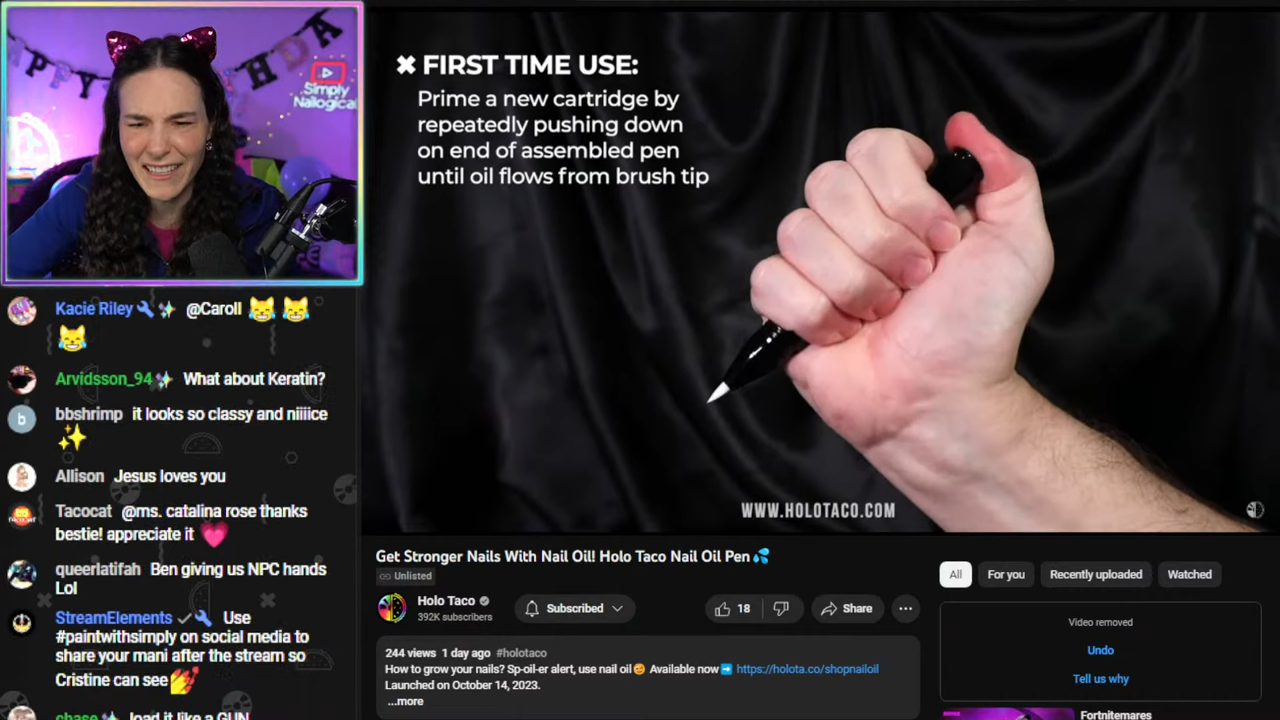 HAPPY
HDA
Simply
Nailogical
✖ FIRST TIME USE:
Prime a new cartridge by
repeatedly pushing down
on end of assembled pen
until oil flows from brush tip
WWW.HOLOTACO.COM
Kacie Riley @Caroll 😹 😹
😹
Arvidsson_94 What about Keratin?
bbshrimp it looks so classy and niiiice
✨
Allison Jesus loves you
Tacocat @ms. catalina rose thanks
bestie! appreciate it 💗
queerlatifah Ben giving us NPC hands
Lol
StreamElements Use
#paintwithsimply on social media to
share your mani after the stream so
Cristine can see 💅
chase load it like a GUN
Get Stronger Nails With Nail Oil! Holo Taco Nail Oil Pen 💦
Unlisted
Holo Taco
392K subscribers
Subscribed
18
Share
244 views 1 day ago #holotaco
How to grow your nails? Sp-oil-er alert, use nail oil🤕 Available now➡️ https://holota.co/shopnailoil
Launched on October 14, 2023.
...more
All
For you
Recently uploaded
Watched
Video removed
Undo
Tell us why
Fortnitemares